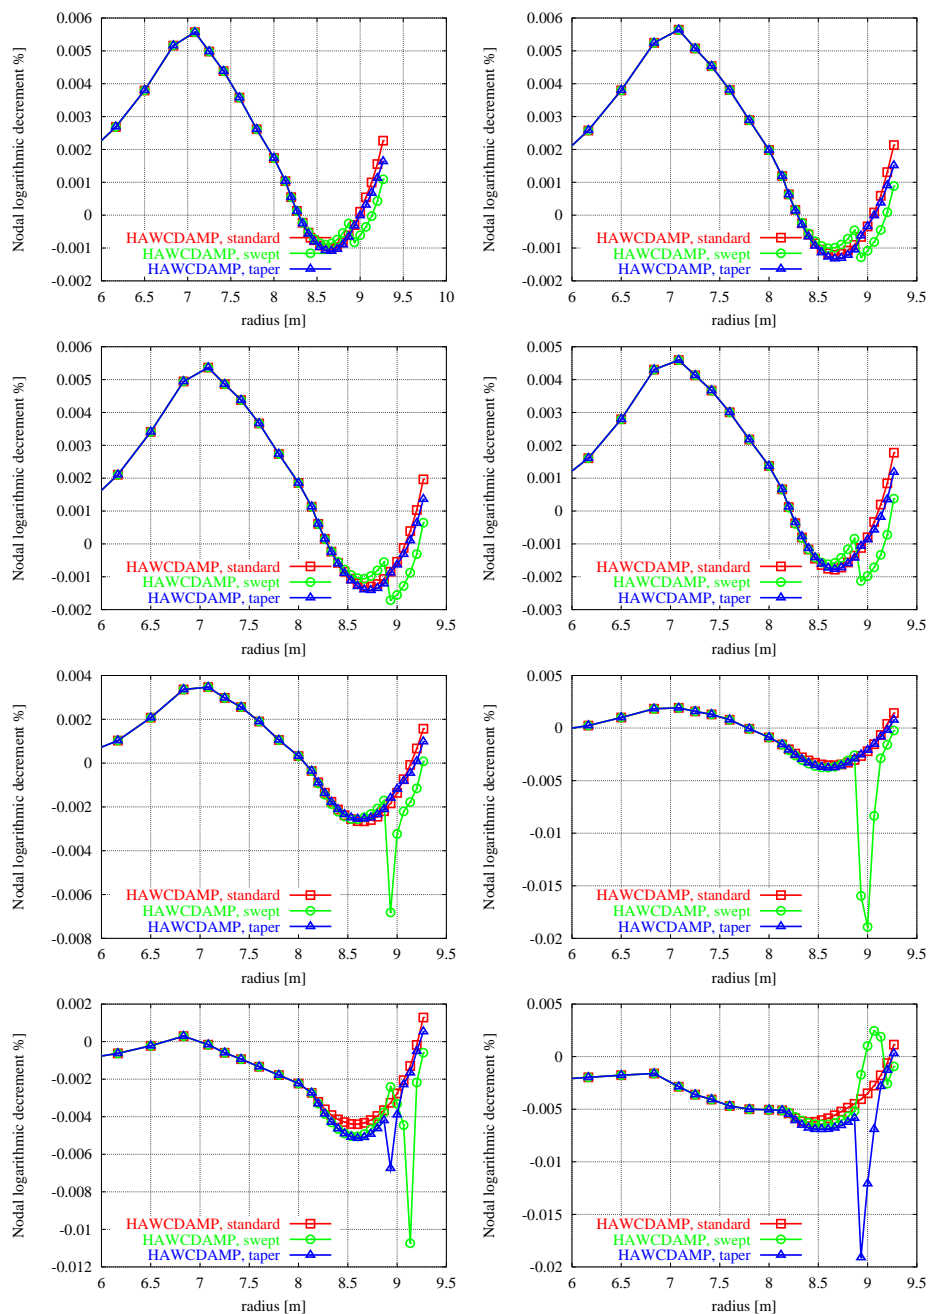 0.006
0.005
0.004
0.003
0.002
0.001
0
-0.001
-0.002
Nodal logarithmic decrement %]
HAWCDAMP, standard
HAWCDAMP, swept
HAWCDAMP, taper
6 6.5 7 7.5 8 8.5 9 9.5 10
radius [m]
0.006
0.005
0.004
0.003
0.002
0.001
0
-0.001
-0.002
Nodal logarithmic decrement %]
HAWCDAMP, standard
HAWCDAMP, swept
HAWCDAMP, taper
6 6.5 7 7.5 8 8.5 9 9.5
radius [m]
0.006
0.005
0.004
0.003
0.002
0.001
0
-0.001
-0.002
Nodal logarithmic decrement %]
HAWCDAMP, standard
HAWCDAMP, swept
HAWCDAMP, taper
6 6.5 7 7.5 8 8.5 9 9.5
radius [m]
0.005
0.004
0.003
0.002
0.001
0
-0.001
-0.002
-0.003
Nodal logarithmic decrement %]
HAWCDAMP, standard
HAWCDAMP, swept
HAWCDAMP, taper
6 6.5 7 7.5 8 8.5 9 9.5
radius [m]
0.004
0.002
0
-0.002
-0.004
-0.006
-0.008
Nodal logarithmic decrement %]
HAWCDAMP, standard
HAWCDAMP, swept
HAWCDAMP, taper
6 6.5 7 7.5 8 8.5 9 9.5
radius [m]
0.005
0
-0.005
-0.01
-0.015
-0.02
Nodal logarithmic decrement %]
HAWCDAMP, standard
HAWCDAMP, swept
HAWCDAMP, taper
6 6.5 7 7.5 8 8.5 9 9.5
radius [m]
0.002
0
-0.002
-0.004
-0.006
-0.008
-0.01
-0.012
Nodal logarithmic decrement %]
HAWCDAMP, standard
HAWCDAMP, swept
HAWCDAMP, taper
6 6.5 7 7.5 8 8.5 9 9.5
radius [m]
0.005
0
-0.005
-0.01
-0.015
-0.02
Nodal logarithmic decrement %]
HAWCDAMP, standard
HAWCDAMP, swept
HAWCDAMP, taper
6 6.5 7 7.5 8 8.5 9 9.5
radius [m]